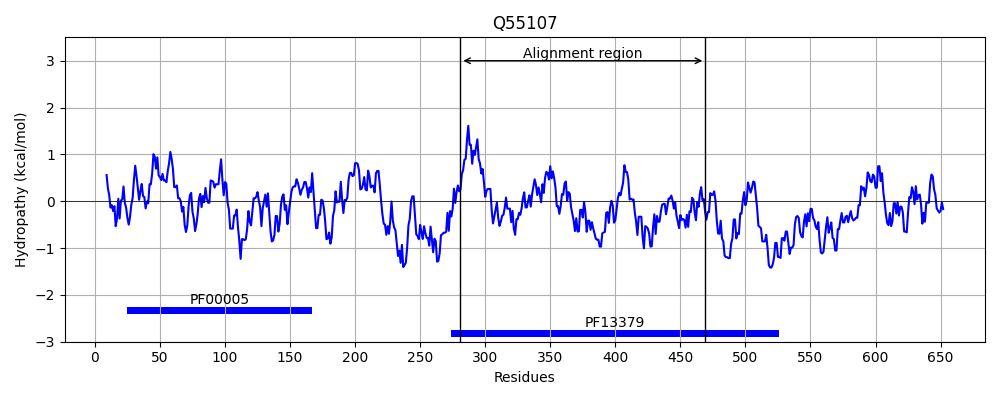 Q55107
Alignment region
3
2
1
0
−1
−2
−3
Hydropathy (kcal/mol)
PF00005
PF13379
0 50 100 150 200 250 300 350 400 450 500 550 600 650
Residues